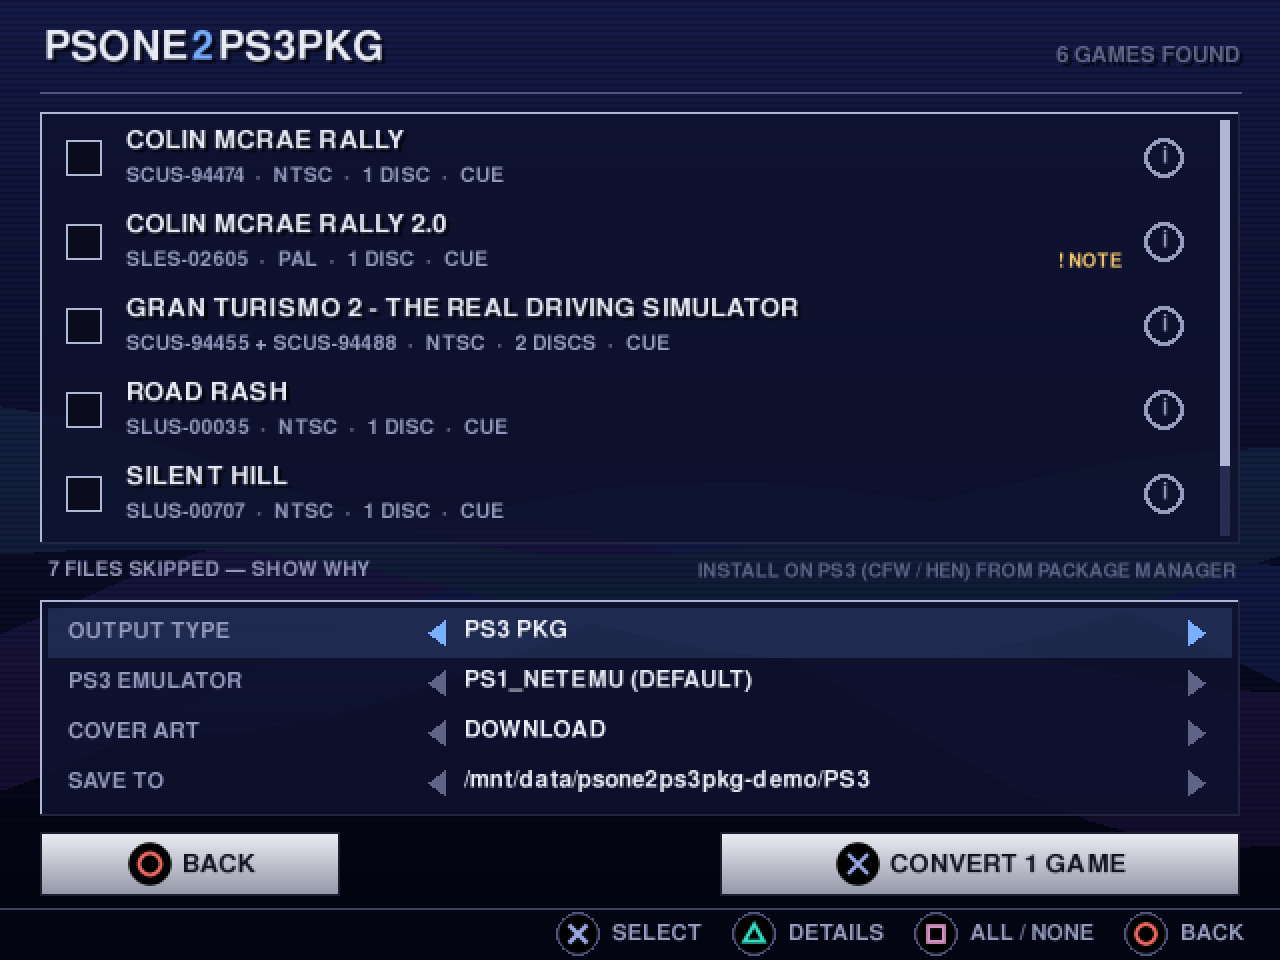 PSONE2PS3PKG
6 GAMES FOUND
COLIN MCRAE RALLY
SCUS-94474 · NTSC · 1 DISC · CUE
COLIN MCRAE RALLY 2.0
SLES-02605 · PAL · 1 DISC · CUE
! NOTE
GRAN TURISMO 2 - THE REAL DRIVING SIMULATOR
SCUS-94455 + SCUS-94488 · NTSC · 2 DISCS · CUE
ROAD RASH
SLUS-00035 · NTSC · 1 DISC · CUE
SILENT HILL
SLUS-00707 · NTSC · 1 DISC · CUE
7 FILES SKIPPED — SHOW WHY
INSTALL ON PS3 (CFW / HEN) FROM PACKAGE MANAGER
OUTPUT TYPE PS3 PKG
PS3 EMULATOR PS1_NETEMU (DEFAULT)
COVER ART DOWNLOAD
SAVE TO /mnt/data/psone2ps3pkg-demo/PS3
BACK
CONVERT 1 GAME
SELECT DETAILS ALL / NONE BACK